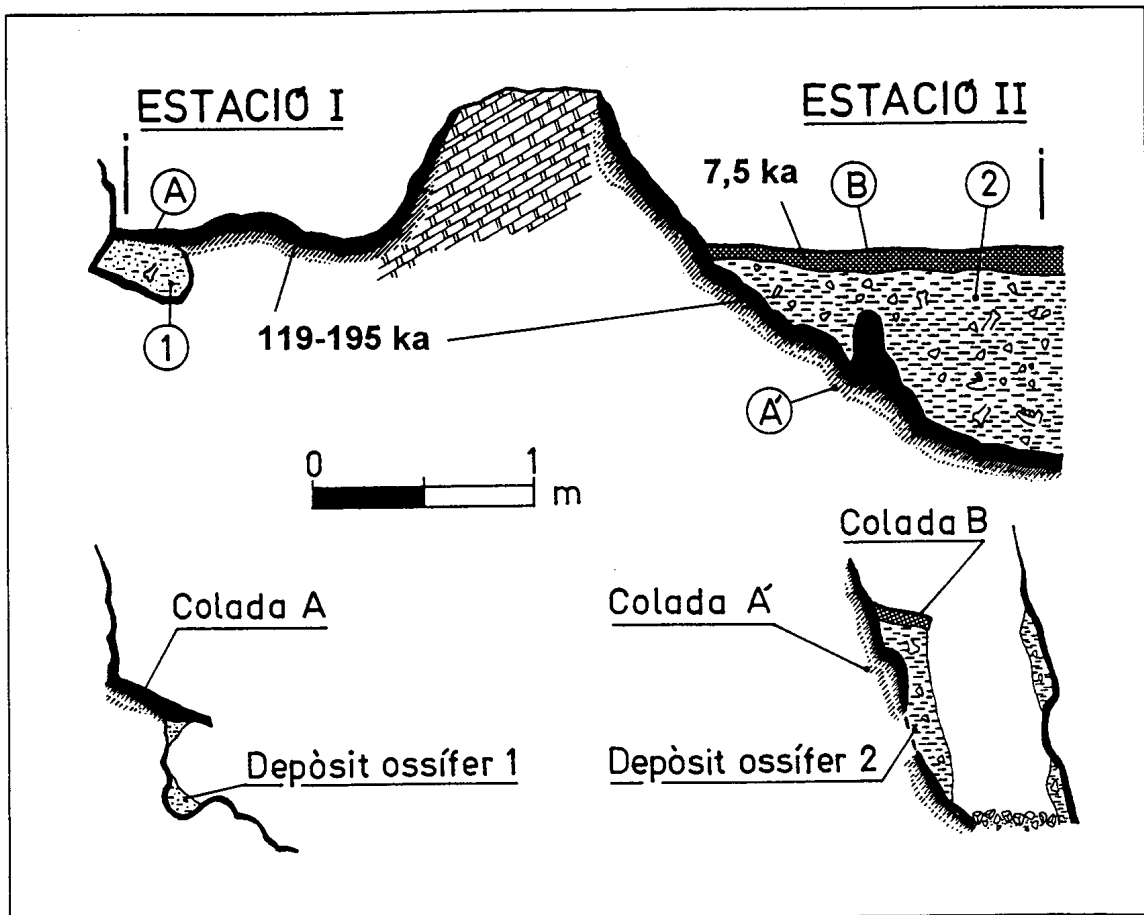 ESTACIÓ I
ESTACIÓ II
A
7,5 ka
B
2
1
119-195 ka
A'
0
1
m
Colada B
Colada A
Colada A'
Depòsit ossífer 1
Depòsit ossífer 2